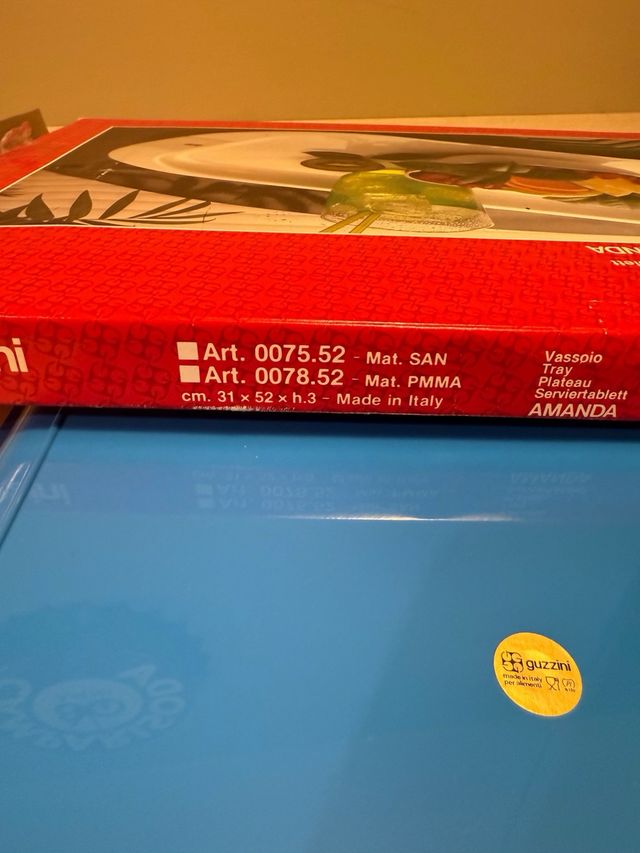 ni
Art. 0075.52 - Mat. SAN
Art. 0078.52 - Mat. PMMA
cm. 31 x 52 x h.3 - Made in Italy
Vassoio
Tray
Plateau
Serviertablett
AMANDA
guzzini
made in italy
per alimenti